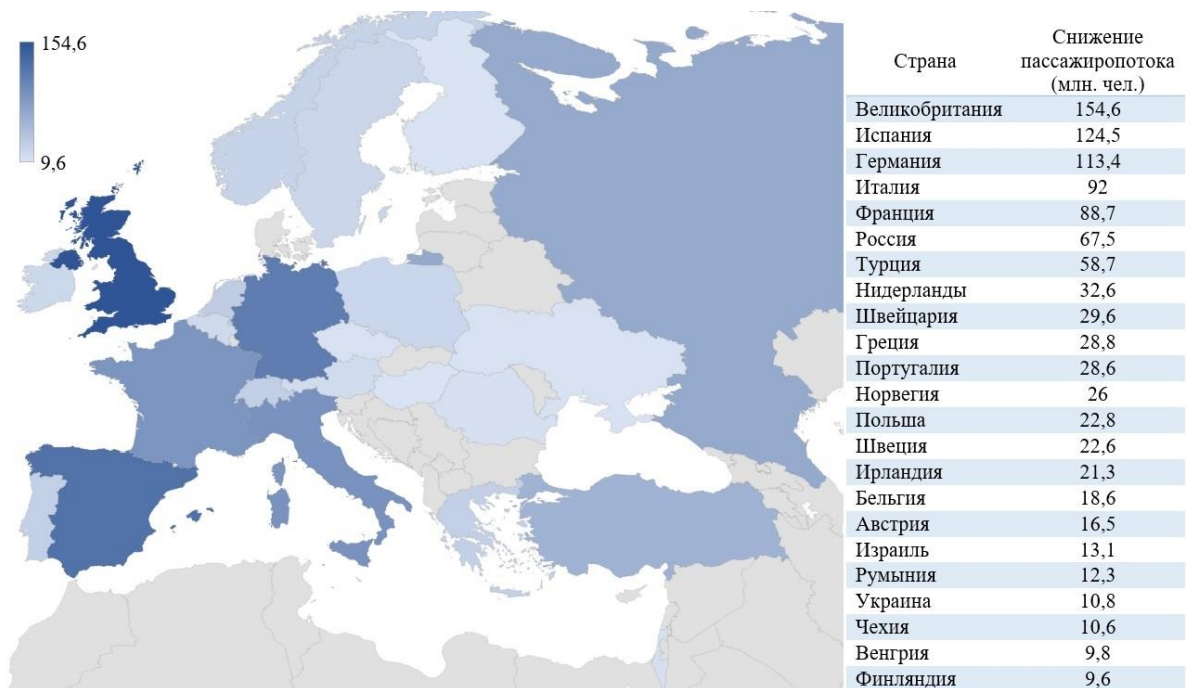 154,6
9,6
Страна
Снижение
пассажиропотока
(млн. чел.)
Великобритания 154,6
Испания 124,5
Германия 113,4
Италия 92
Франция 88,7
Россия 67,5
Турция 58,7
Нидерланды 32,6
Швейцария 29,6
Греция 28,8
Португалия 28,6
Норвегия 26
Польша 22,8
Швеция 22,6
Ирландия 21,3
Бельгия 18,6
Австрия 16,5
Израиль 13,1
Румыния 12,3
Украина 10,8
Чехия 10,6
Венгрия 9,8
Финляндия 9,6